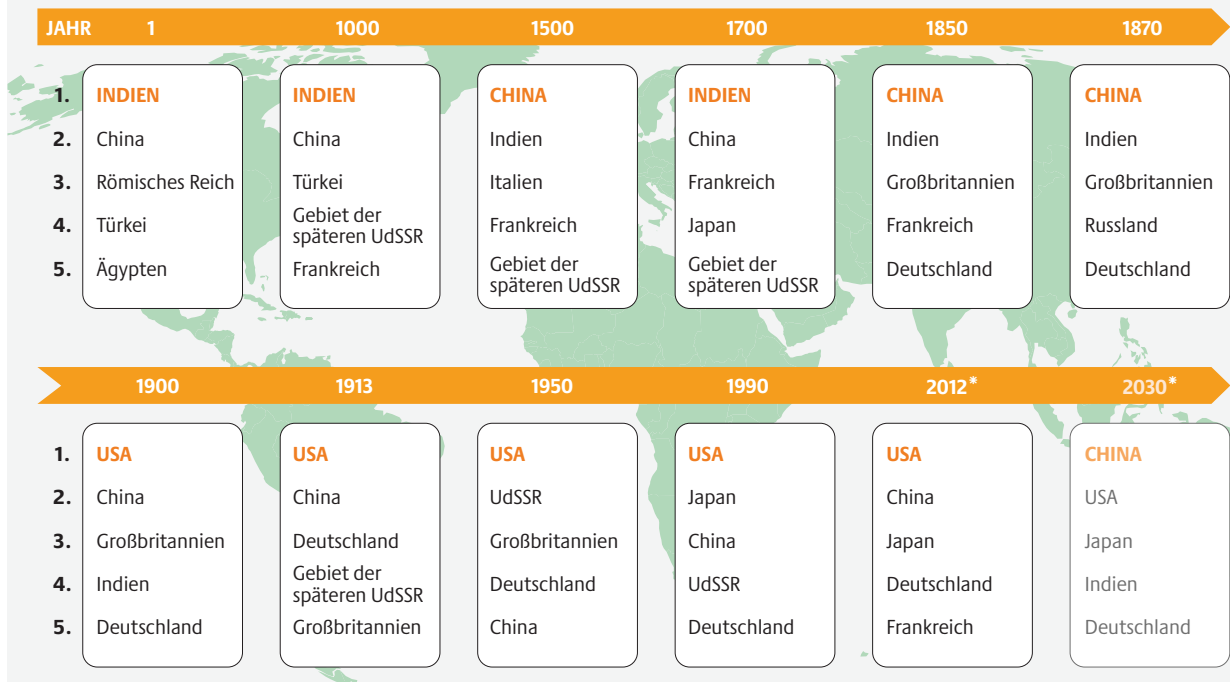 JAHR 1 1000 1500 1700 1850 1870
1. INDIEN INDIEN CHINA INDIEN CHINA CHINA
2. China China Indien China Indien Indien
3. Römisches Reich Türkei Italien Frankreich Großbritannien Großbritannien
4. Türkei Gebiet der späteren UdSSR Frankreich Japan Frankreich Russland
5. Ägypten Frankreich Gebiet der späteren UdSSR Gebiet der späteren UdSSR Deutschland Deutschland
1900 1913 1950 1990 2012* 2030*
1. USA USA USA USA USA CHINA
2. China China UdSSR Japan China USA
3. Großbritannien Deutschland Großbritannien China Japan Japan
4. Indien Gebiet der späteren UdSSR Deutschland UdSSR Deutschland Indien
5. Deutschland Großbritannien China Deutschland Frankreich Deutschland